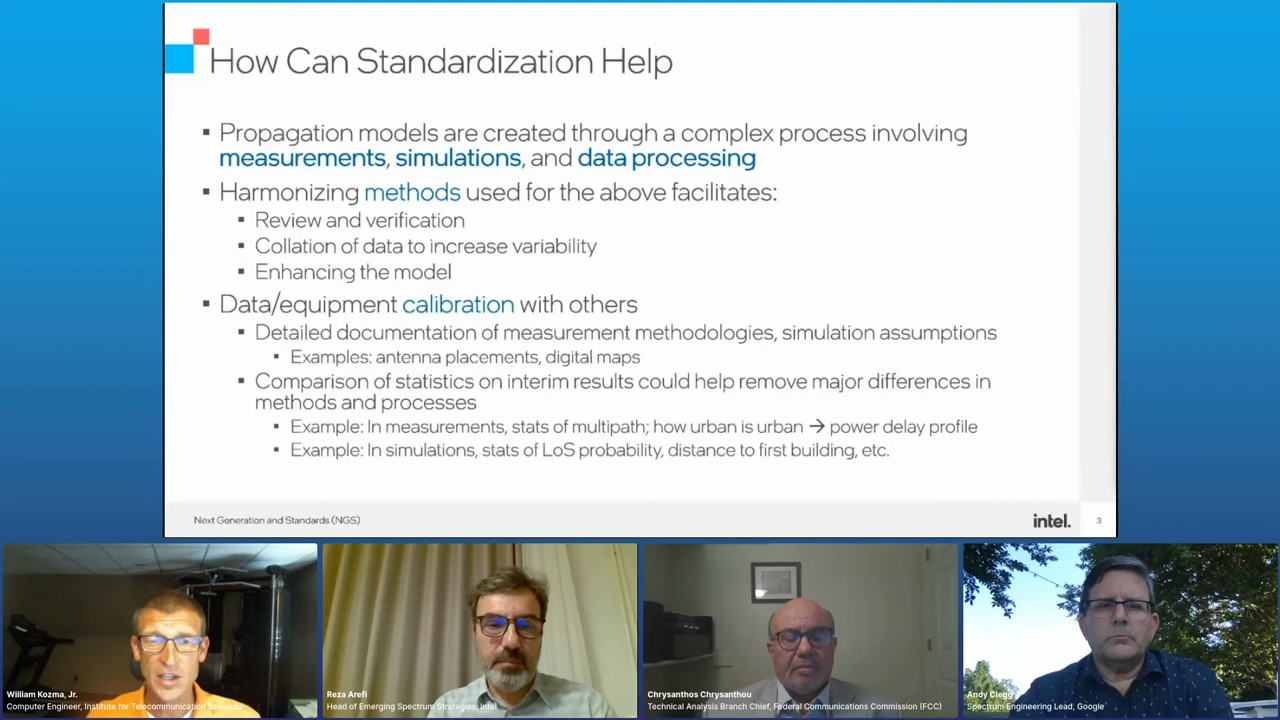 How Can Standardization Help
▪ Propagation models are created through a complex process involving
measurements, simulations, and data processing
▪ Harmonizing methods used for the above facilitates:
▪ Review and verification
▪ Collation of data to increase variability
▪ Enhancing the model
▪ Data/equipment calibration with others
▪ Detailed documentation of measurement methodologies, simulation assumptions
▪ Examples: antenna placements, digital maps
▪ Comparison of statistics on interim results could help remove major differences in
methods and processes
▪ Example: In measurements, stats of multipath; how urban is urban → power delay profile
▪ Example: In simulations, stats of LoS probability, distance to first building, etc.
Next Generation and Standards (NGS)
intel.
3
William Kozma, Jr.
Computer Engineer, Institute for Telecommunication Sciences
Reza Arefi
Head of Emerging Spectrum Strategies, Intel
Chrysanthos Chrysanthou
Technical Analysis Branch Chief, Federal Communications Commission (FCC)
Andy Clegg
Spectrum Engineering Lead, Google